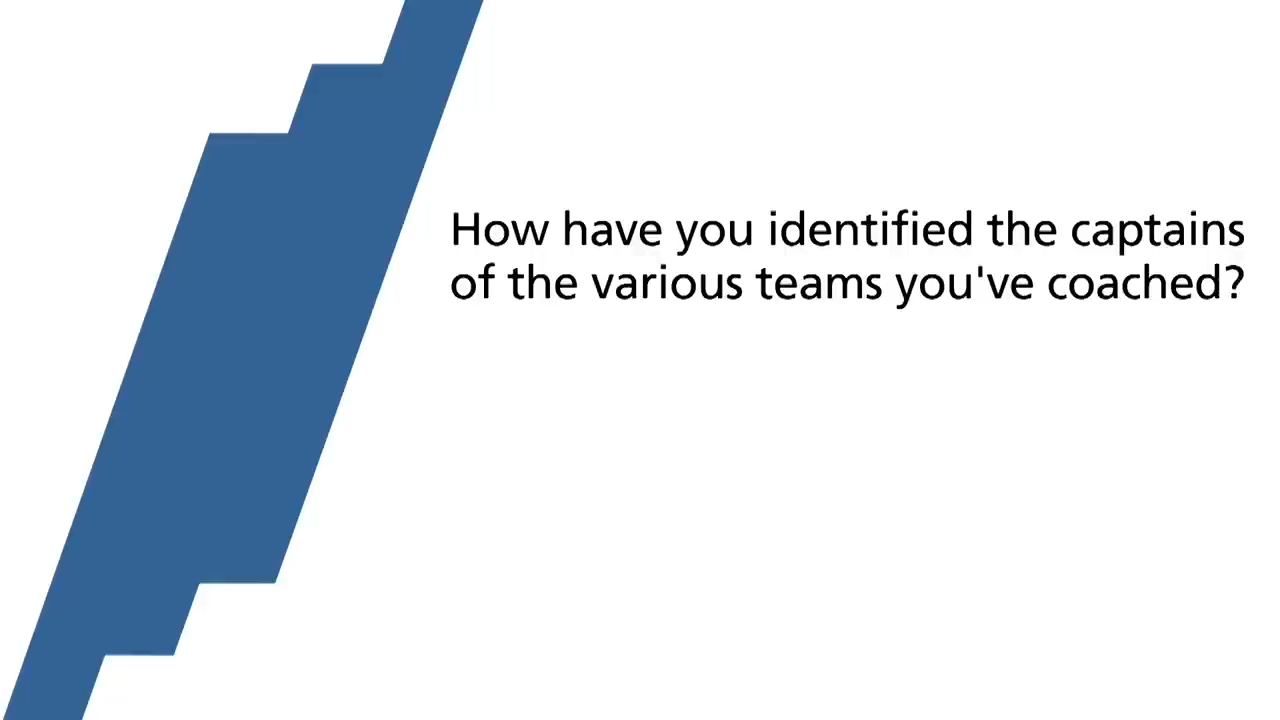 How have you identified the captains
of the various teams you've coached?